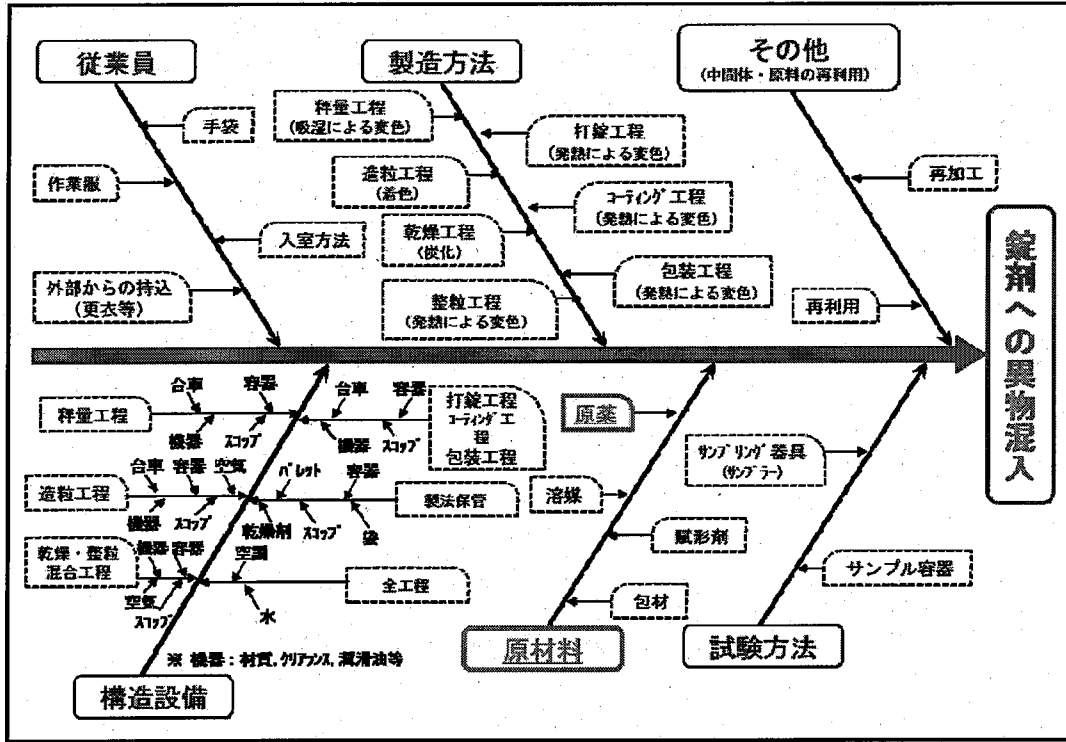 従業員
製造方法
その他
(中間体・原料の再利用)
手袋
作業服
入室方法
外部からの持込
(更衣等)
秤量工程
(吸湿による変色)
打錠工程
(発熱による変色)
造粒工程
(着色)
コーティング工程
(発熱による変色)
乾燥工程
(炭化)
包装工程
(発熱による変色)
整粒工程
(発熱による変色)
再加工
再利用
錠剤への異物混入
台車
容器
秤量工程
機器
スコップ
台車
容器
機器
スコップ
打錠工程
コーティング工
程
包装工程
台車
容器
空気
造粒工程
機器
スコップ
パレット
容器
乾燥剤
スコップ
袋
製法保管
機器
容器
乾燥・整粒
混合工程
空気
スコップ
空調
水
全工程
※ 機器：材質,クリアランス,潤滑油等
構造設備
原薬
溶媒
賦形剤
包材
原材料
サンプリング器具
(サンプラー)
サンプル容器
試験方法